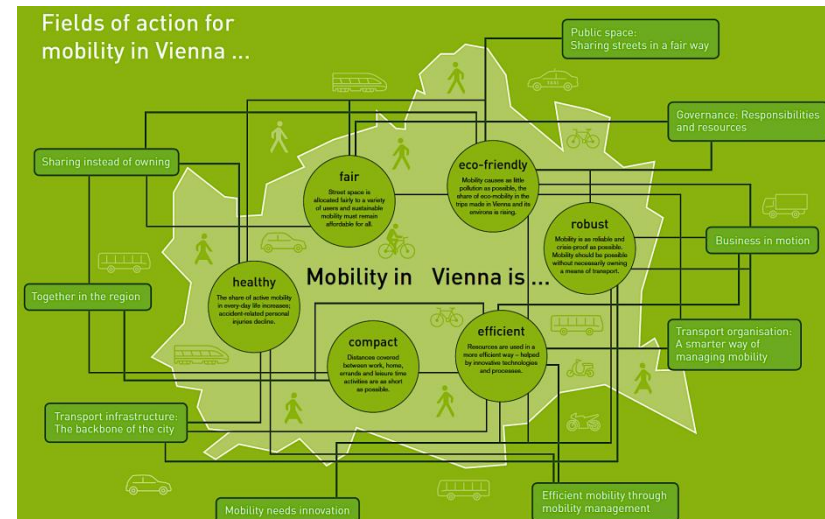 Fields of action for
mobility in Vienna ...
Public space:
Sharing streets in a fair way
Governance: Responsibilities
and resources
Sharing instead of owning
fair
Street space is
allocated fairly to a variety
of users and sustainable
mobility must remain
affordable for all.
eco-friendly
Mobility causes as little
pollution as possible, the
share of eco-mobility in the
trips made in Vienna and its
environs is rising.
robust
Mobility is as reliable and
crisis-proof as possible.
Mobility should be possible
without necessarily owning
a means of transport.
Business in motion
healthy
The share of active mobility
in every-day life increases;
accident-related personal
injuries decline.
Mobility in Vienna is ...
Together in the region
compact
Distances covered
between work, home,
errands and leisure time
activities are as short
as possible.
efficient
Resources are used in a
more efficient way – helped
by innovative technologies
and processes.
Transport organisation:
A smarter way of
managing mobility
Transport infrastructure:
The backbone of the city
Mobility needs innovation
Efficient mobility through
mobility management